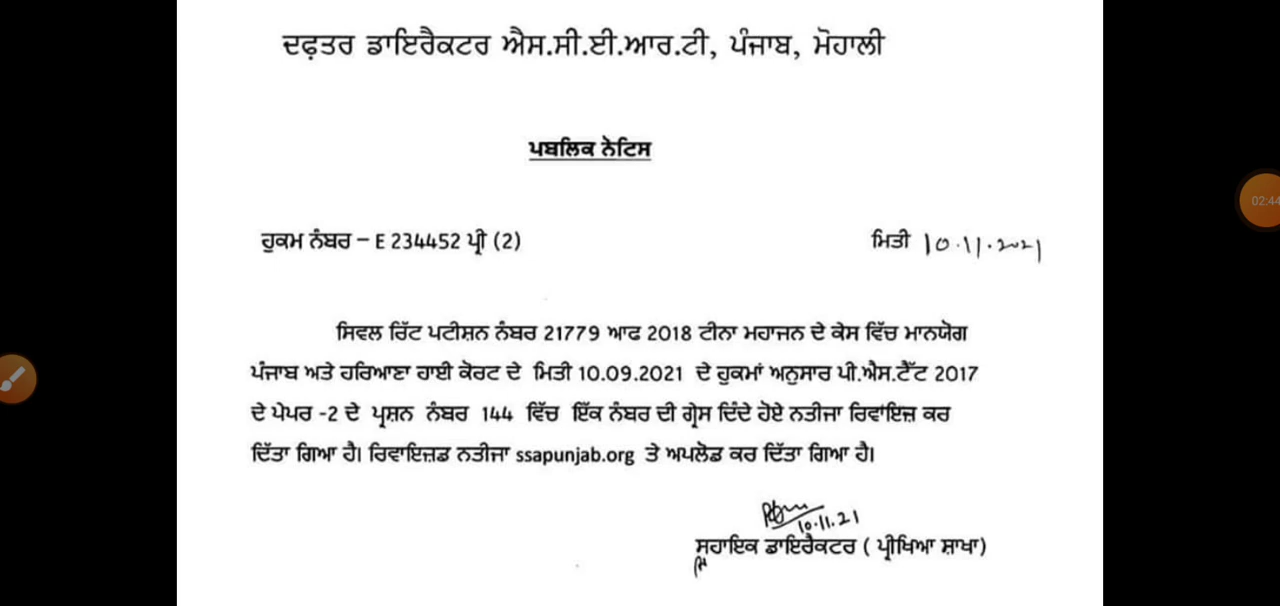 ਦਫ਼ਤਰ ਡਾਇਰੈਕਟਰ ਐਸ.ਸੀ.ਈ.ਆਰ.ਟੀ, ਪੰਜਾਬ, ਮੋਹਾਲੀ
ਪਬਲਿਕ ਨੋਟਿਸ
ਹੁਕਮ ਨੰਬਰ – E 234452 ਪ੍ਰੀ (2) ਮਿਤੀ 10.11.2021
02:44
ਸਿਵਲ ਰਿੱਟ ਪਟੀਸ਼ਨ ਨੰਬਰ 21779 ਆਫ 2018 ਟੀਨਾ ਮਹਾਜਨ ਦੇ ਕੇਸ ਵਿੱਚ ਮਾਨਯੋਗ
ਪੰਜਾਬ ਅਤੇ ਹਰਿਆਣਾ ਹਾਈ ਕੋਰਟ ਦੇ ਮਿਤੀ 10.09.2021 ਦੇ ਹੁਕਮਾਂ ਅਨੁਸਾਰ ਪੀ.ਐਸ.ਟੈੱਟ 2017
ਦੇ ਪੇਪਰ -2 ਦੇ ਪ੍ਰਸ਼ਨ ਨੰਬਰ 144 ਵਿੱਚ ਇੱਕ ਨੰਬਰ ਦੀ ਗ੍ਰੇਸ ਦਿੰਦੇ ਹੋਏ ਨਤੀਜਾ ਰਿਵਾਂਇਜ਼ ਕਰ
ਦਿੱਤਾ ਗਿਆ ਹੈ। ਰਿਵਾਇਜ਼ਡ ਨਤੀਜਾ ssapunjab.org ਤੇ ਅਪਲੋਡ ਕਰ ਦਿੱਤਾ ਗਿਆ ਹੈ।
10.11.21
ਸਹਾਇਕ ਡਾਇਰੈਕਟਰ ( ਪ੍ਰੀਖਿਆ ਸ਼ਾਖਾ)